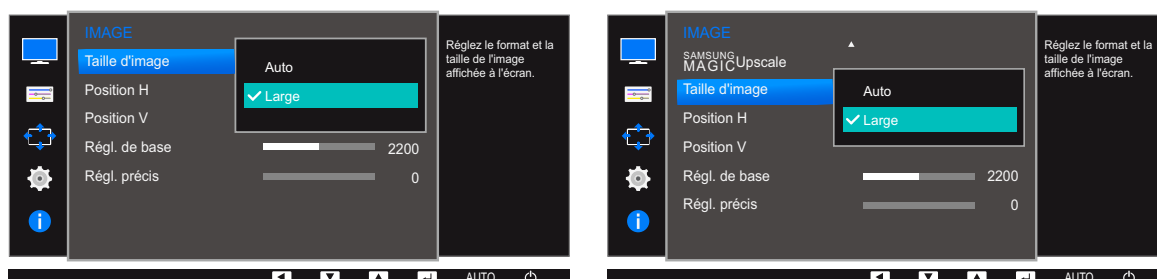 IMAGE
Taille d'image
Auto
Large
Position H
Position V
Régl. de base 2200
Régl. précis 0
Réglez le format et la
taille de l'image
affichée à l'écran.
AUTO
IMAGE
SAMSUNG
MAGICUpscale
Taille d'image
Auto
Large
Position H
Position V
Régl. de base 2200
Régl. précis 0
Réglez le format et la
taille de l'image
affichée à l'écran.
AUTO